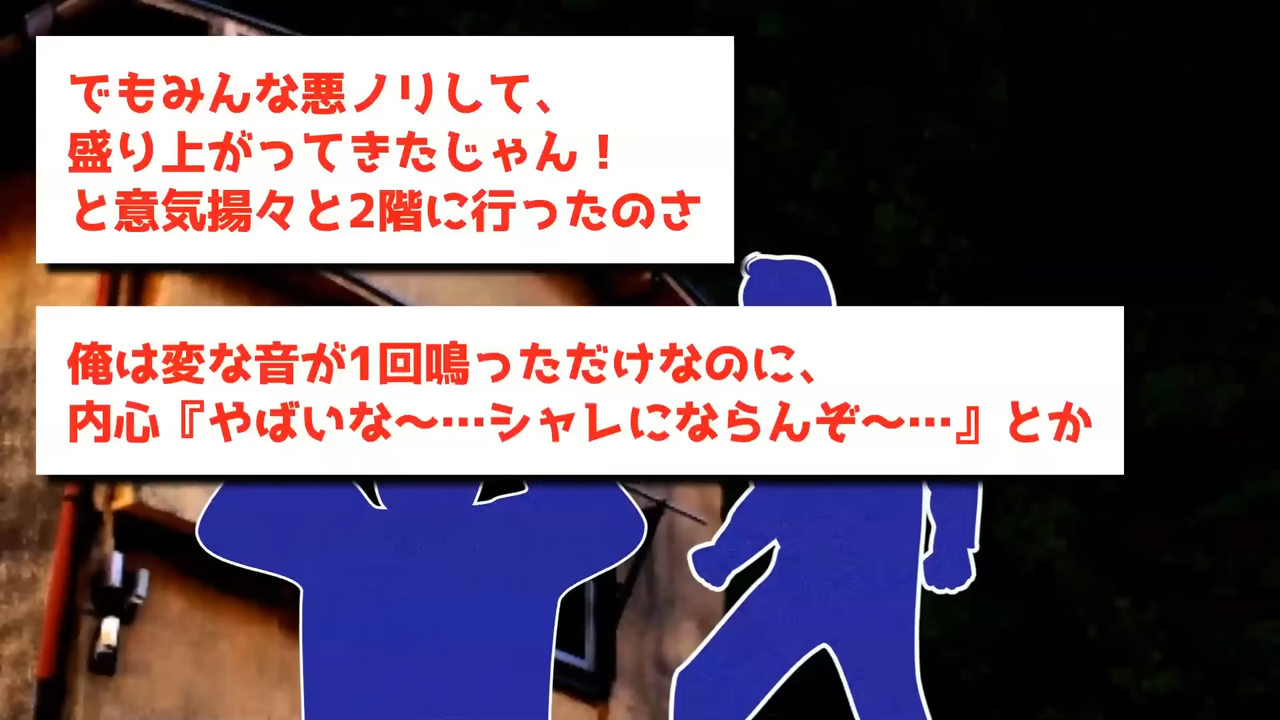 でもみんな悪ノリして、
盛り上がってきたじゃん！
と意気揚々と2階に行ったのさ
俺は変な音が1回鳴っただけなのに、
内心『やばいな〜…シャレにならんぞ〜…』とか